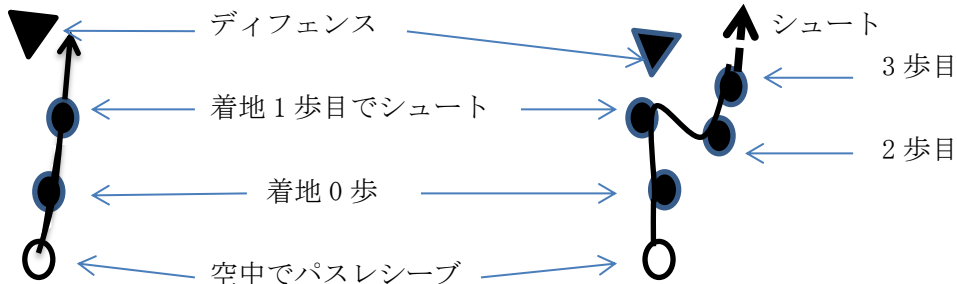 ディフェンス
シュート
3 歩目
着地 1 歩目でシュート
2 歩目
着地 0 歩
空中でパスレシーブ